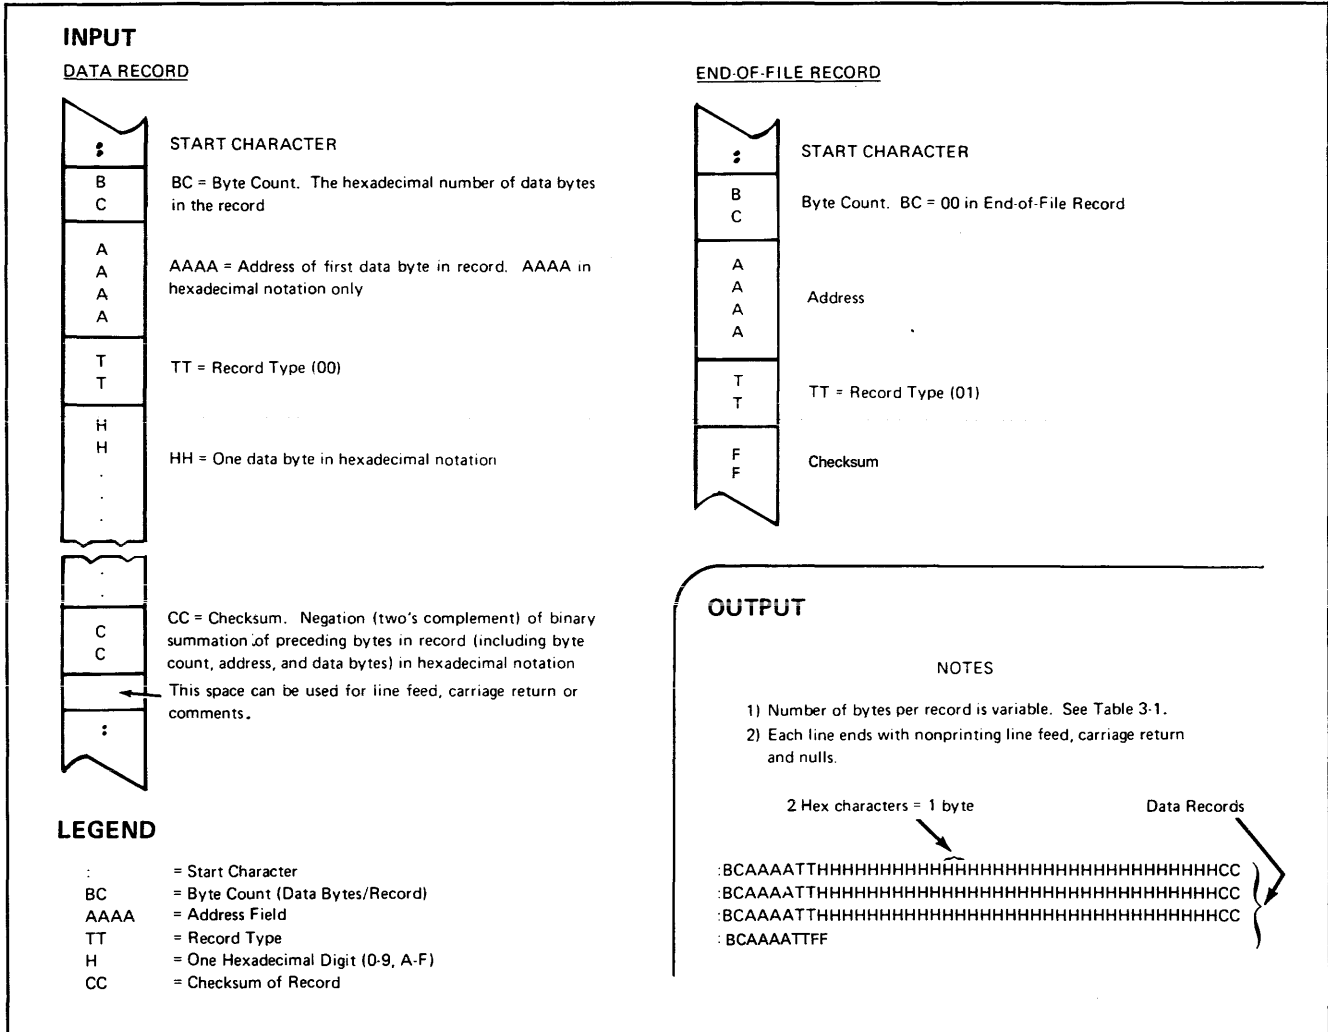 INPUT
DATA RECORD
:
START CHARACTER
B
C
BC = Byte Count. The hexadecimal number of data bytes
in the record
A
A
A
A
AAAA = Address of first data byte in record. AAAA in
hexadecimal notation only
T
T
TT = Record Type (00)
H
H
.
.
.
HH = One data byte in hexadecimal notation
.
.
C
C
CC = Checksum. Negation (two's complement) of binary
summation of preceding bytes in record (including byte
count, address, and data bytes) in hexadecimal notation
This space can be used for line feed, carriage return or
comments.
:
LEGEND
: = Start Character
BC = Byte Count (Data Bytes/Record)
AAAA = Address Field
TT = Record Type
H = One Hexadecimal Digit (0-9, A-F)
CC = Checksum of Record
END-OF-FILE RECORD
:
START CHARACTER
B
C
Byte Count. BC = 00 in End-of-File Record
A
A
A
A
Address
T
T
TT = Record Type (01)
F
F
Checksum
OUTPUT
NOTES
1) Number of bytes per record is variable. See Table 3-1.
2) Each line ends with nonprinting line feed, carriage return
and nulls.
2 Hex characters = 1 byte
Data Records
:BCAAAATTHHHHHHHHHHHHHHHHHHHHHHHHHHHHHHHHCC
:BCAAAATTHHHHHHHHHHHHHHHHHHHHHHHHHHHHHHHHCC
:BCAAAATTHHHHHHHHHHHHHHHHHHHHHHHHHHHHHHHHCC
:BCAAAATTFF